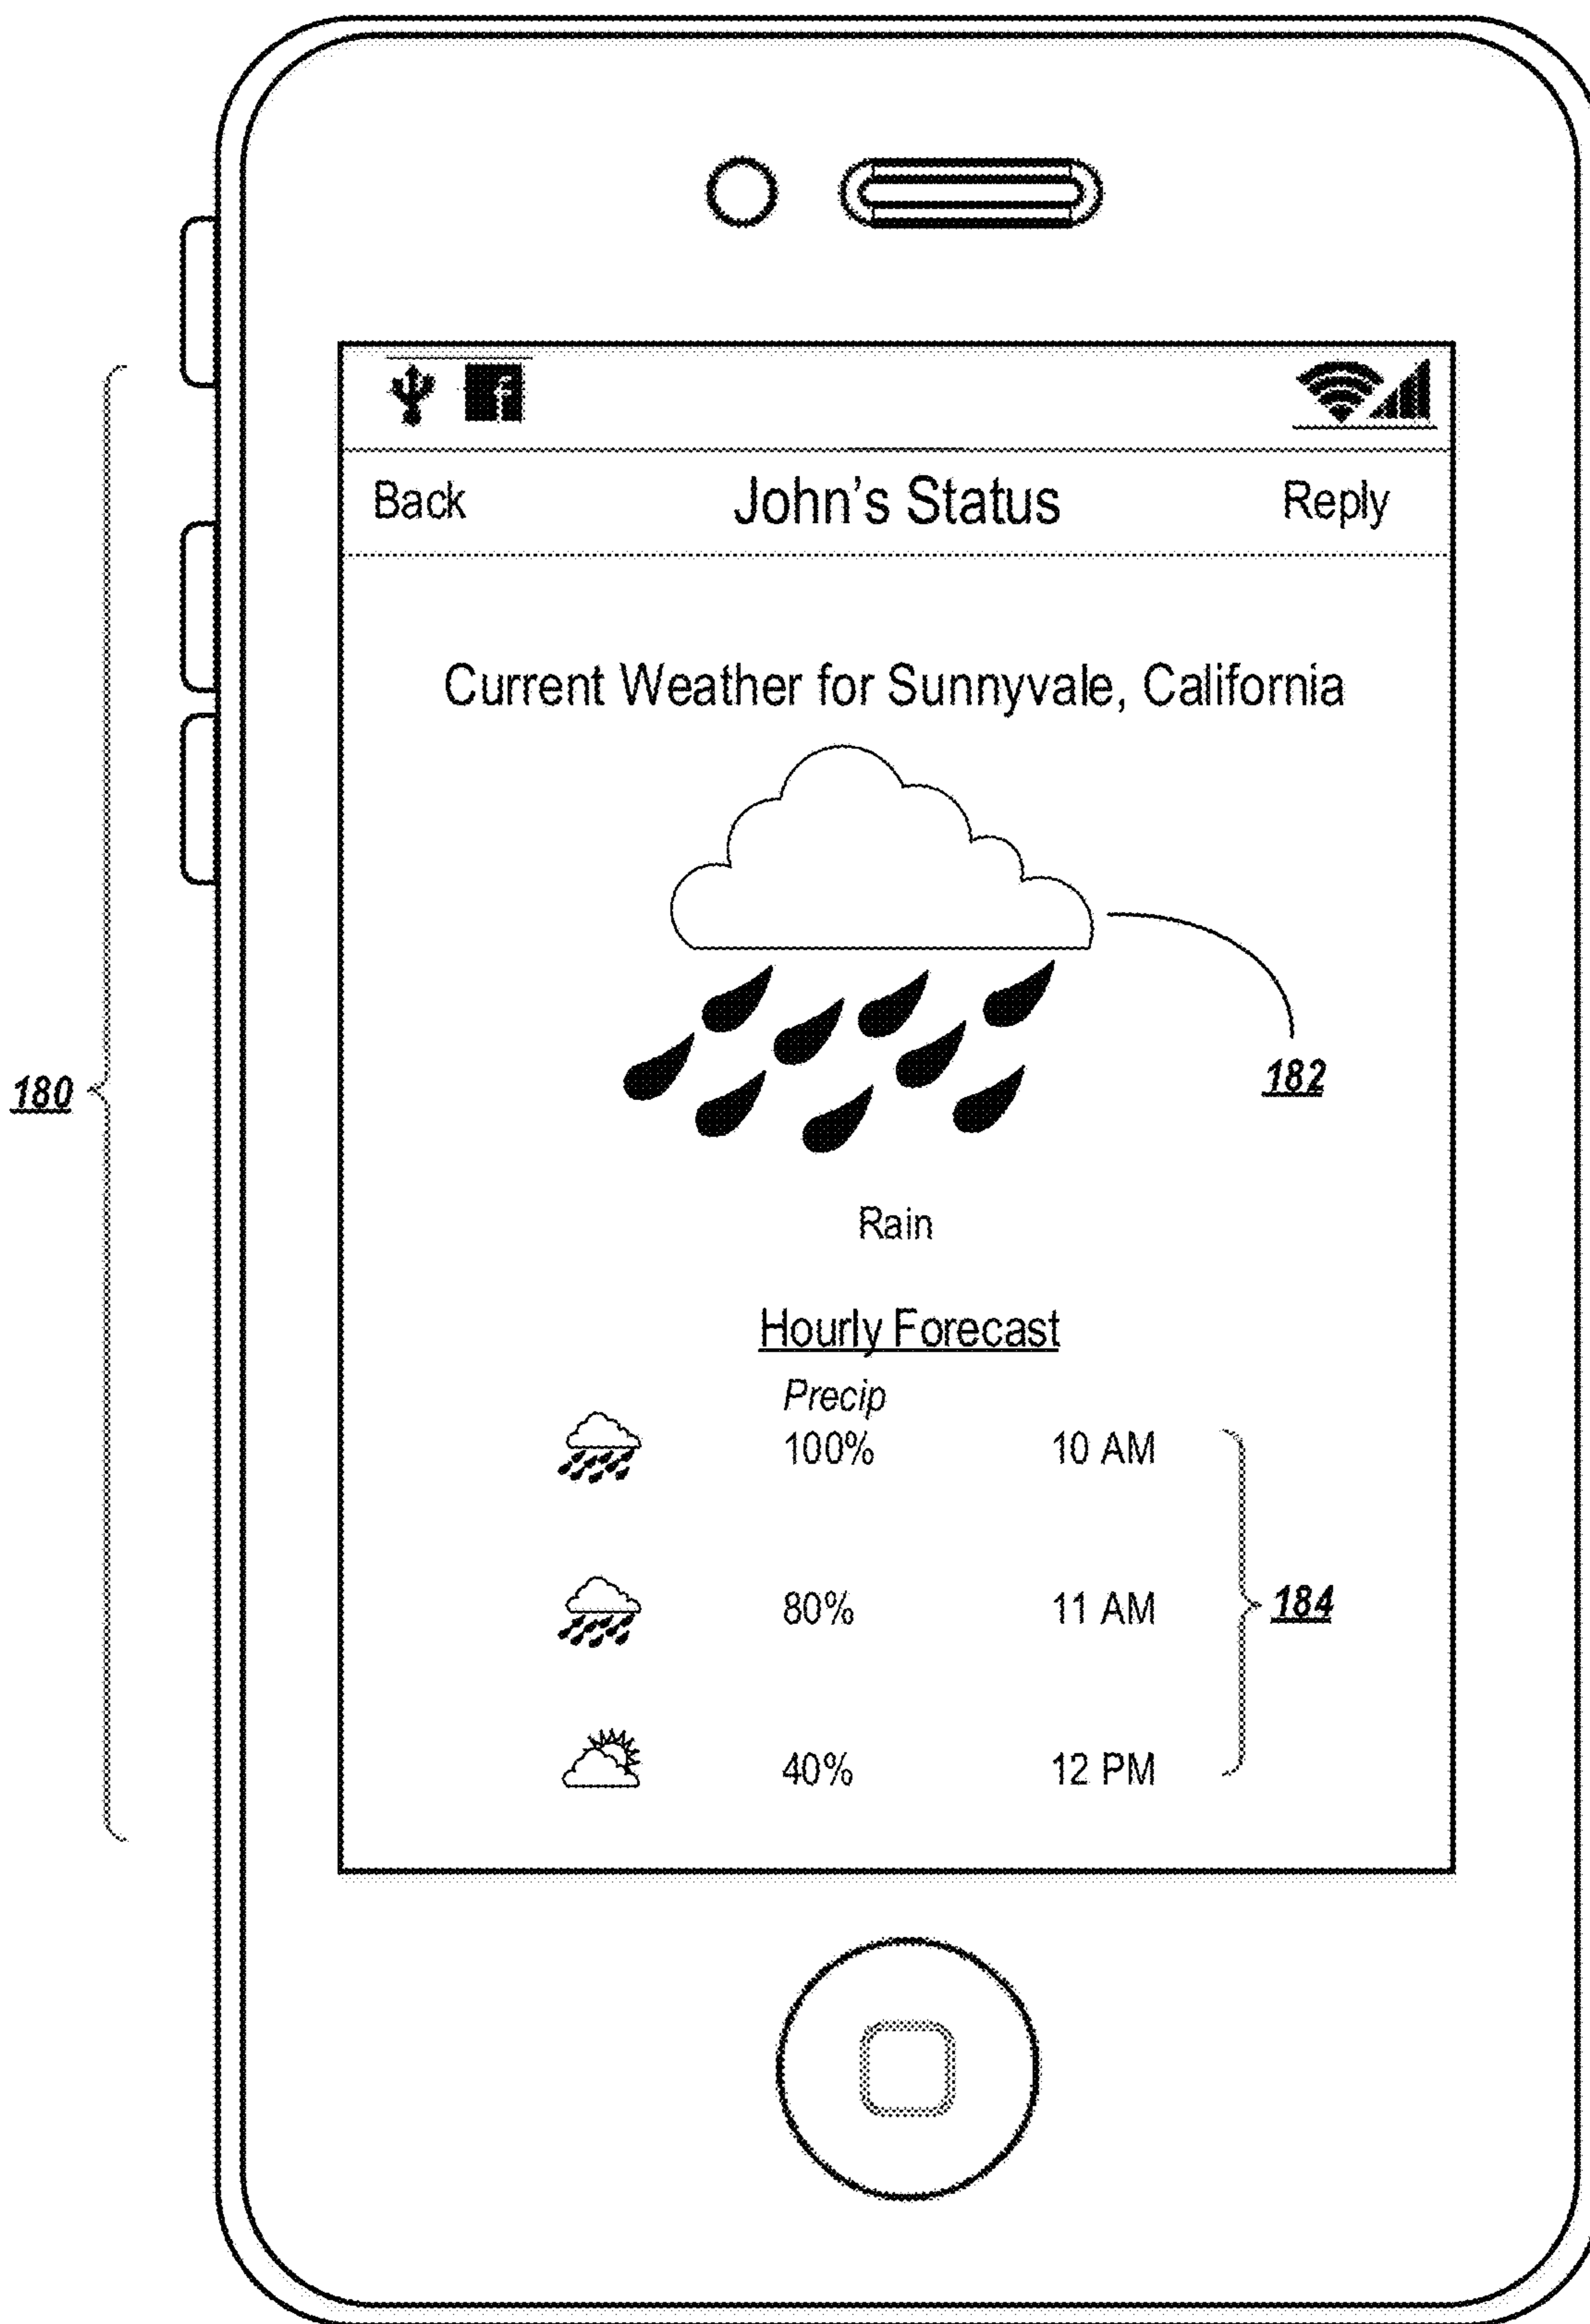 Back John's Status Reply
Current Weather for Sunnyvale, California
180
182
Rain
Hourly Forecast
Precip
100% 10 AM
80% 11 AM
184
40% 12 PM